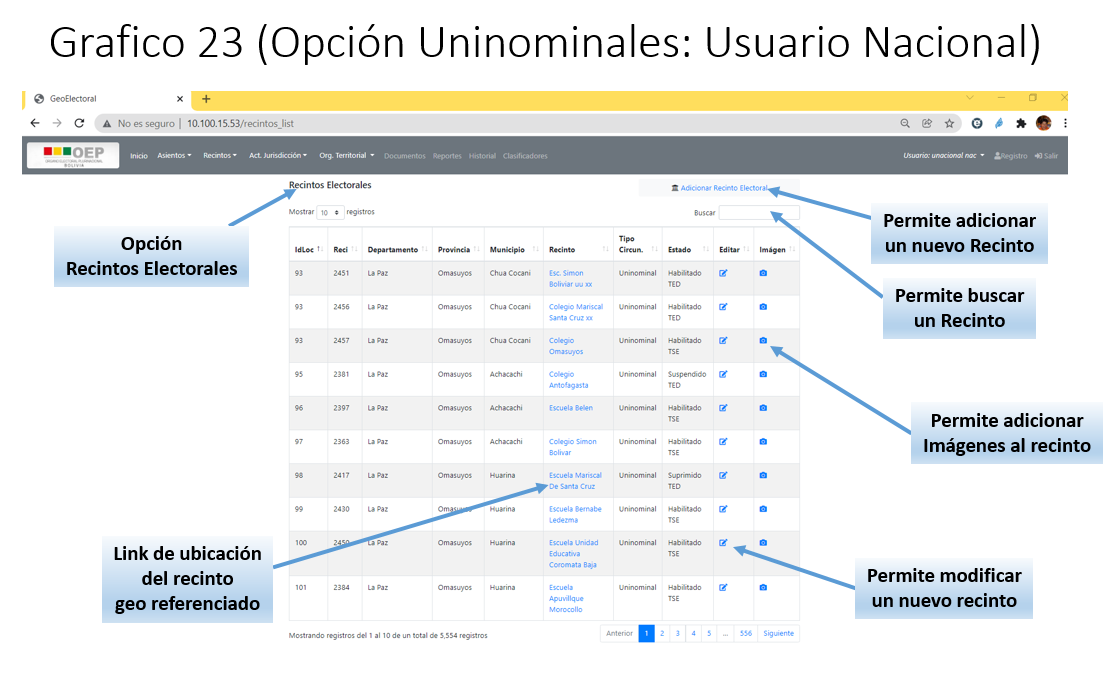 Grafico 23 (Opción Uninominales: Usuario Nacional)
GeoElectoral
No es seguro | 10.100.15.53/recintos_list
OEP
BOLIVIA
Inicio Asientos Recintos Act. Jurisdicción Org. Territorial Documentos Reportes Historial Clasificadores
Usuario: unacional nac Registro Salir
Recintos Electorales
Adicionar Recinto Electoral
Mostrar 10 registros
Buscar
IdLoc Reci Departamento Provincia Municipio Recinto Tipo Circun. Estado Editar Imágen
93 2451 La Paz Omasuyos Chua Cocani Esc. Simon Boliviar uu xx Uninominal Habilitado TED
93 2456 La Paz Omasuyos Chua Cocani Colegio Mariscal Santa Cruz xx Uninominal Habilitado TED
93 2457 La Paz Omasuyos Chua Cocani Colegio Omasuyos Uninominal Habilitado TSE
95 2381 La Paz Omasuyos Achacachi Colegio Antofagasta Uninominal Suspendido TED
96 2397 La Paz Omasuyos Achacachi Escuela Belen Uninominal Habilitado TSE
97 2363 La Paz Omasuyos Achacachi Colegio Simon Bolivar Uninominal Habilitado TSE
98 2417 La Paz Omasuyos Huarina Escuela Mariscal De Santa Cruz Uninominal Suprimido TED
99 2430 La Paz Omasuyos Huarina Escuela Bernabe Ledezma Uninominal Habilitado TSE
100 2450 La Paz Omasuyos Huarina Escuela Unidad Educativa Coromata Baja Uninominal Habilitado TSE
101 2384 La Paz Omasuyos Huarina Escuela Apuvillque Morocollo Uninominal Habilitado TSE
Mostrando registros del 1 al 10 de un total de 5,554 registros
Anterior 1 2 3 4 5 ... 556 Siguiente
Opción
Recintos Electorales
Permite adicionar
un nuevo Recinto
Permite buscar
un Recinto
Permite adicionar
Imágenes al recinto
Link de ubicación
del recinto
geo referenciado
Permite modificar
un nuevo recinto